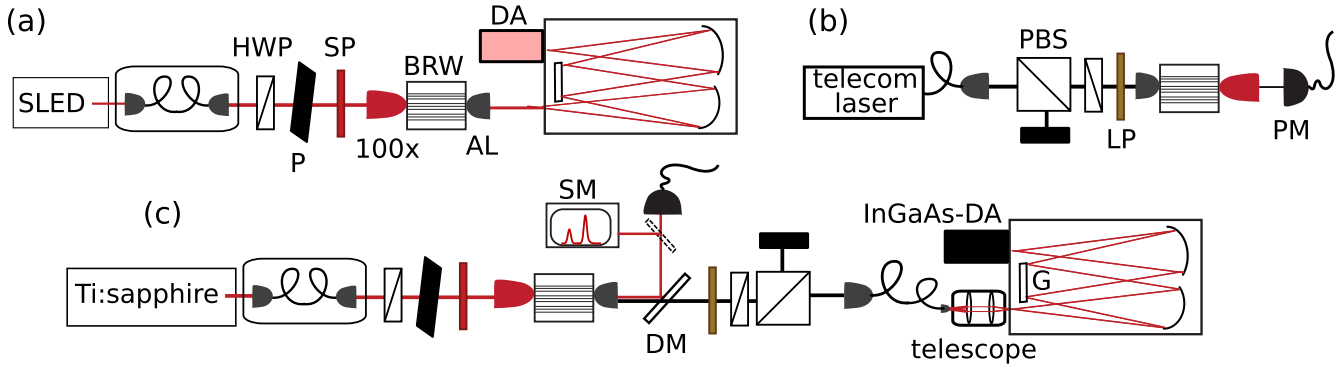 (a)
DA
HWP
SP
BRW
SLED
100x
AL
P
(b)
PBS
telecom
laser
LP
PM
(c)
SM
InGaAs-DA
Ti:sapphire
G
DM
telescope